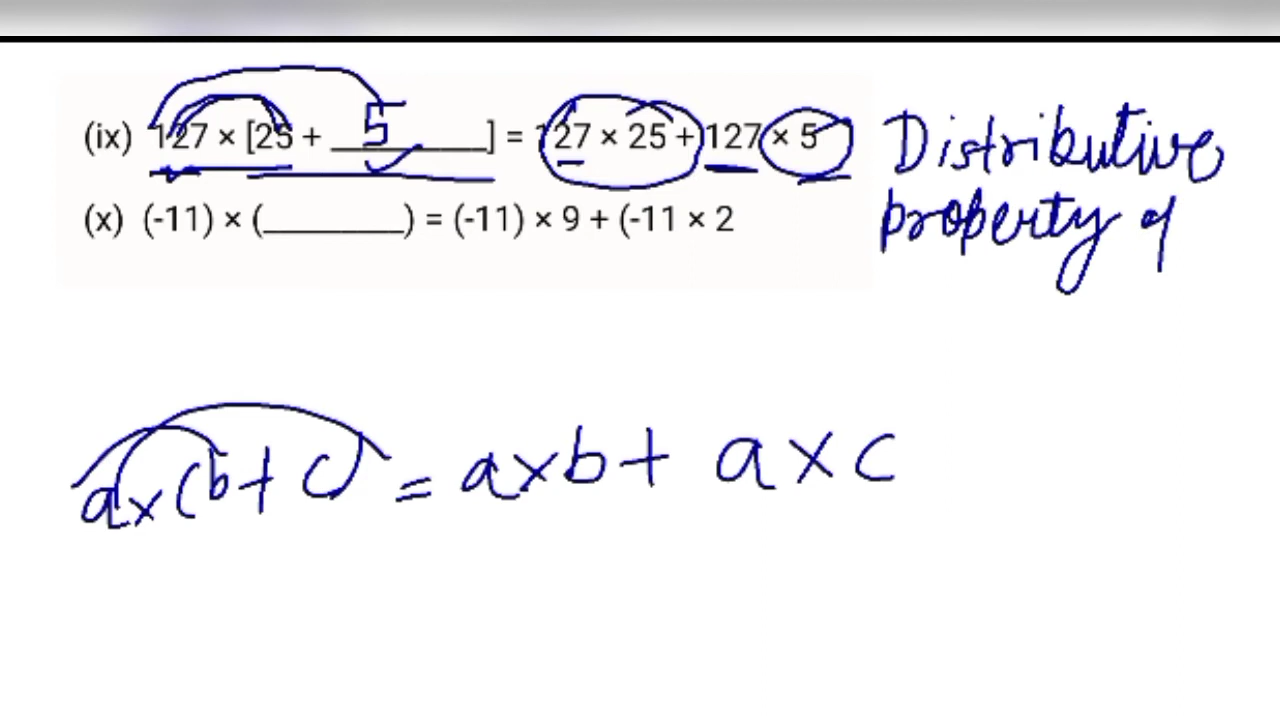 (ix) 127 × [25 + 5] = 127 × 25 + 127 × 5 Distributive
property of
(x) (-11) × (________) = (-11) × 9 + (-11 × 2
a×(b+c) = a×b+ a×c